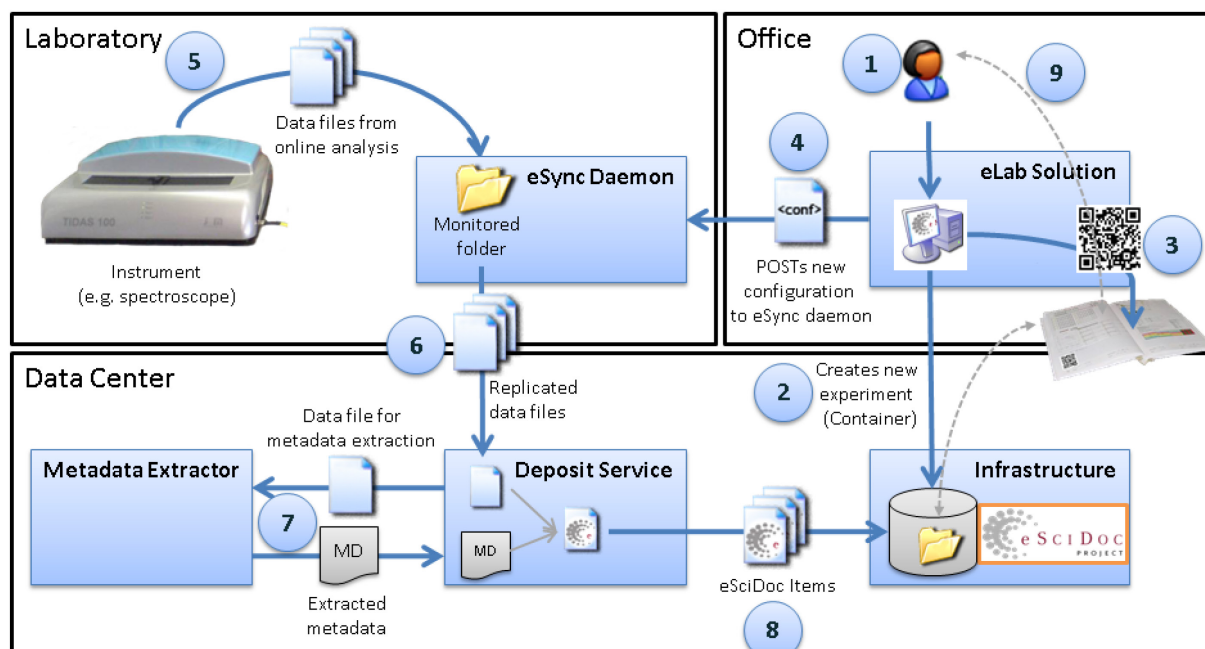 Laboratory
5
Data files from
online analysis
TIDAS 100
Instrument
(e.g. spectroscope)
eSync Daemon
Monitored
folder
Office
1
9
4
<conf>
POSTs new
configuration
to eSync daemon
eLab Solution
3
6
Data Center
Replicated
data files
2
Creates new
experiment
(Container)
Data file for
metadata extraction
Metadata Extractor
7
MD
Extracted
metadata
Deposit Service
MD
eSciDoc Items
8
Infrastructure
eSciDoc
PROJECT